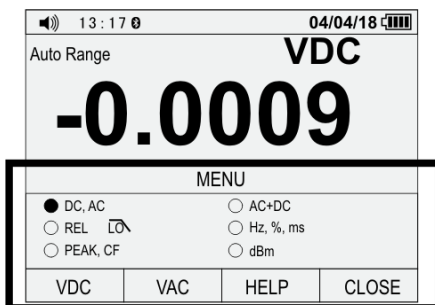 13:17 04/04/18
Auto Range VDC
-0.0009
MENU
DC, AC AC+DC
REL LO Hz, %, ms
PEAK, CF dBm
VDC VAC HELP CLOSE